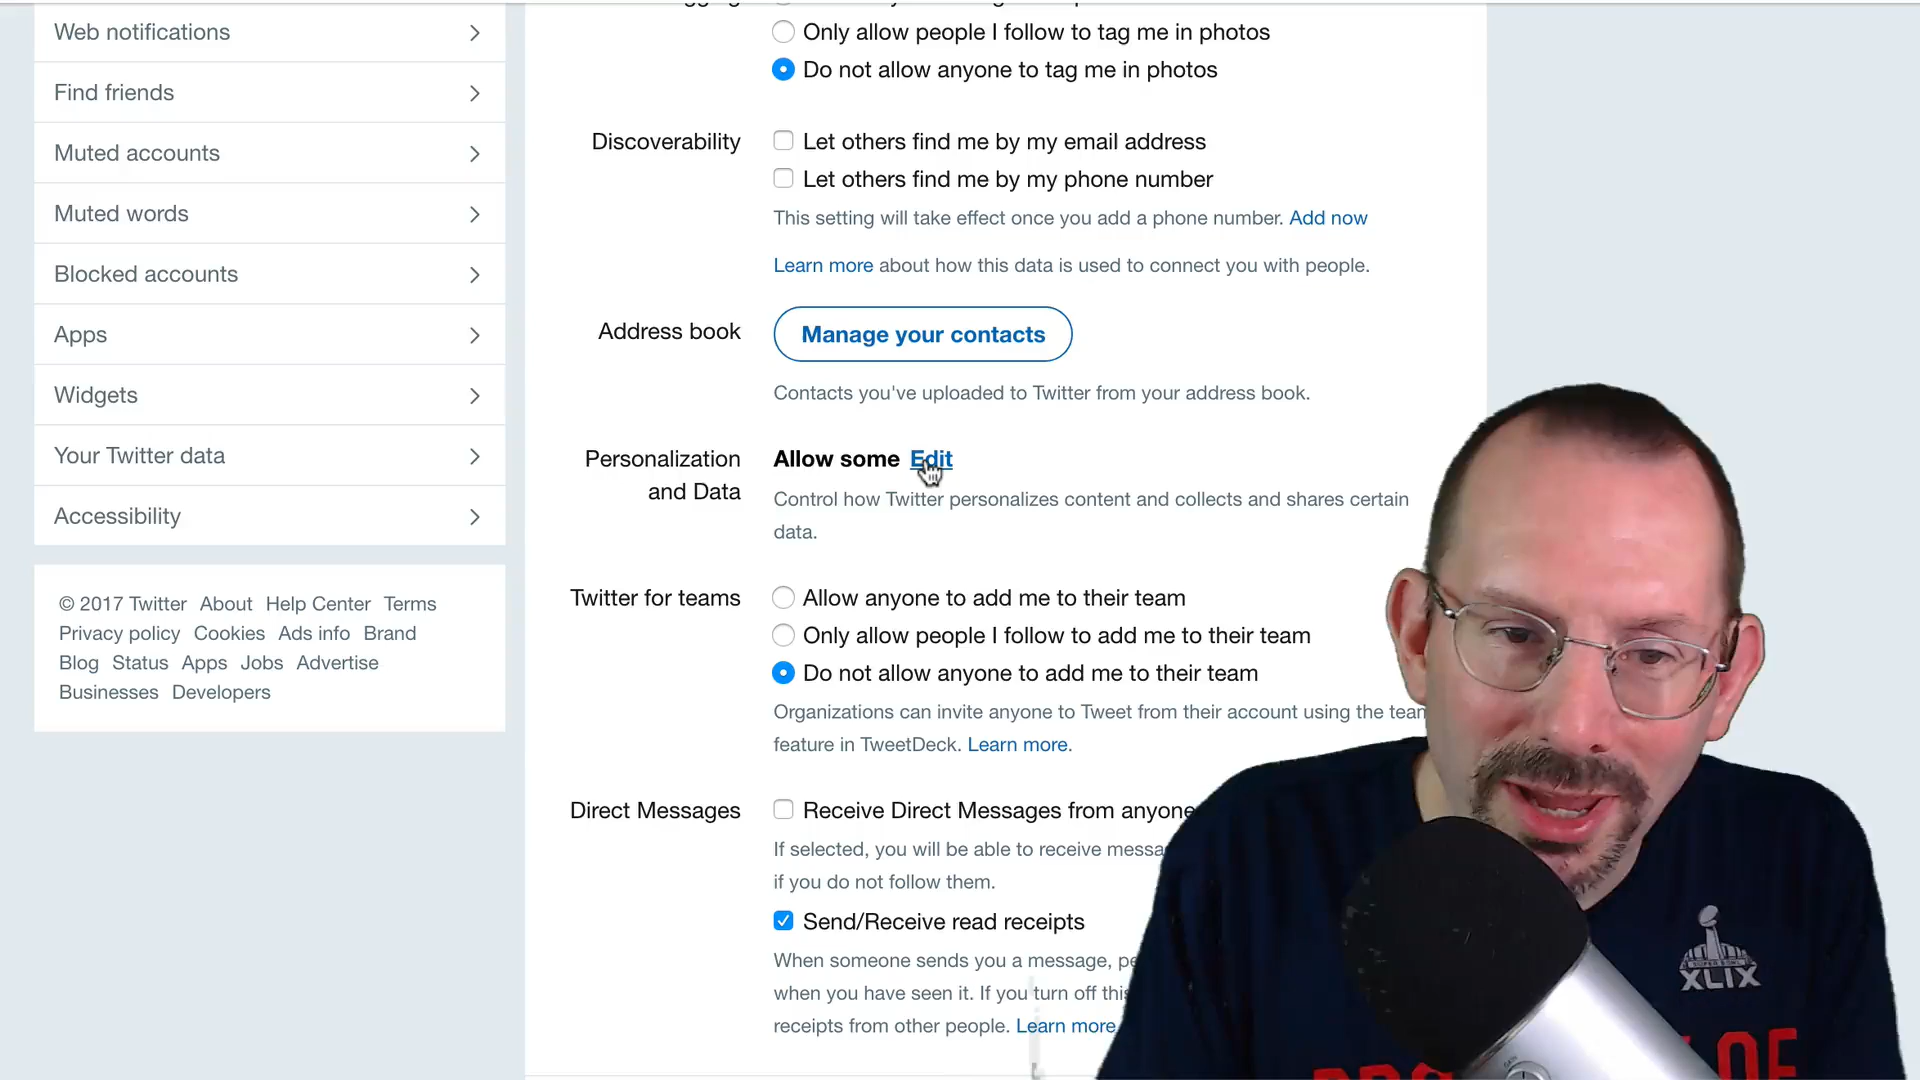 Web notifications
Find friends
Muted accounts
Muted words
Blocked accounts
Apps
Widgets
Your Twitter data
Accessibility
© 2017 Twitter About Help Center Terms
Privacy policy Cookies Ads info Brand
Blog Status Apps Jobs Advertise
Businesses Developers
Only allow people I follow to tag me in photos
Do not allow anyone to tag me in photos
Discoverability
Let others find me by my email address
Let others find me by my phone number
This setting will take effect once you add a phone number. Add now
Learn more about how this data is used to connect you with people.
Address book
Manage your contacts
Contacts you've uploaded to Twitter from your address book.
Personalization
and Data
Allow some Edit
Control how Twitter personalizes content and collects and shares certain
data.
Twitter for teams
Allow anyone to add me to their team
Only allow people I follow to add me to their team
Do not allow anyone to add me to their team
Organizations can invite anyone to Tweet from their account using the
feature in TweetDeck. Learn more.
Direct Messages
Receive Direct Messages from anyone
If selected, you will be able to receive
if you do not follow them.
Send/Receive read receipts
When someone sends you a message,
when you have seen it. If you turn off
receipts from other people. Learn more
SUPER BOWL
XLIX
OF